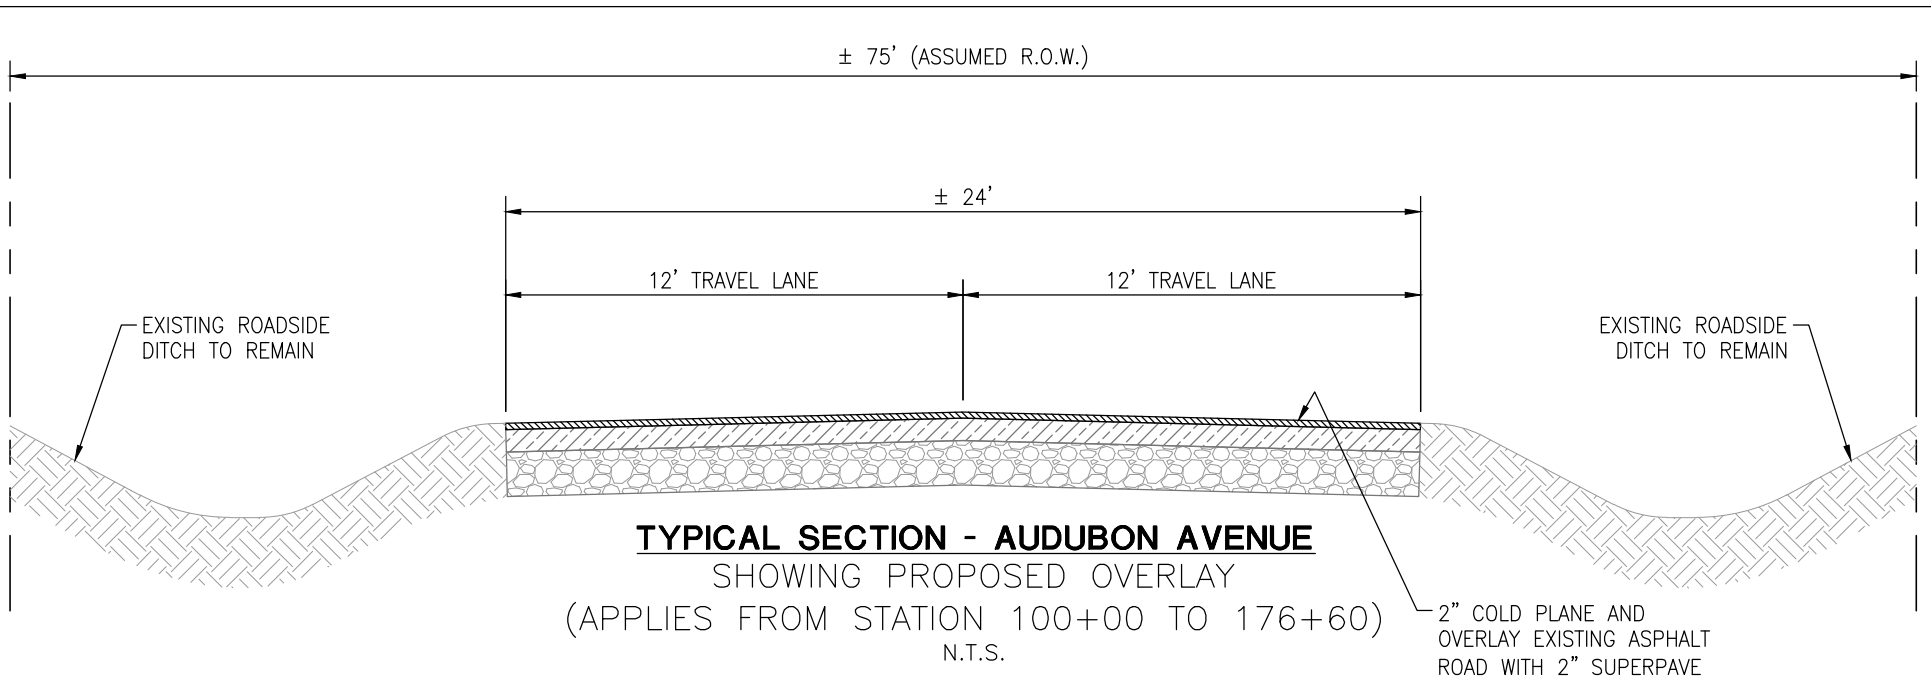 ± 75' (ASSUMED R.O.W.)
± 24'
12' TRAVEL LANE
12' TRAVEL LANE
EXISTING ROADSIDE
DITCH TO REMAIN
EXISTING ROADSIDE
DITCH TO REMAIN
TYPICAL SECTION - AUDUBON AVENUE
SHOWING PROPOSED OVERLAY
(APPLIES FROM STATION 100+00 TO 176+60)
N.T.S.
2" COLD PLANE AND
OVERLAY EXISTING ASPHALT
ROAD WITH 2" SUPERPAVE